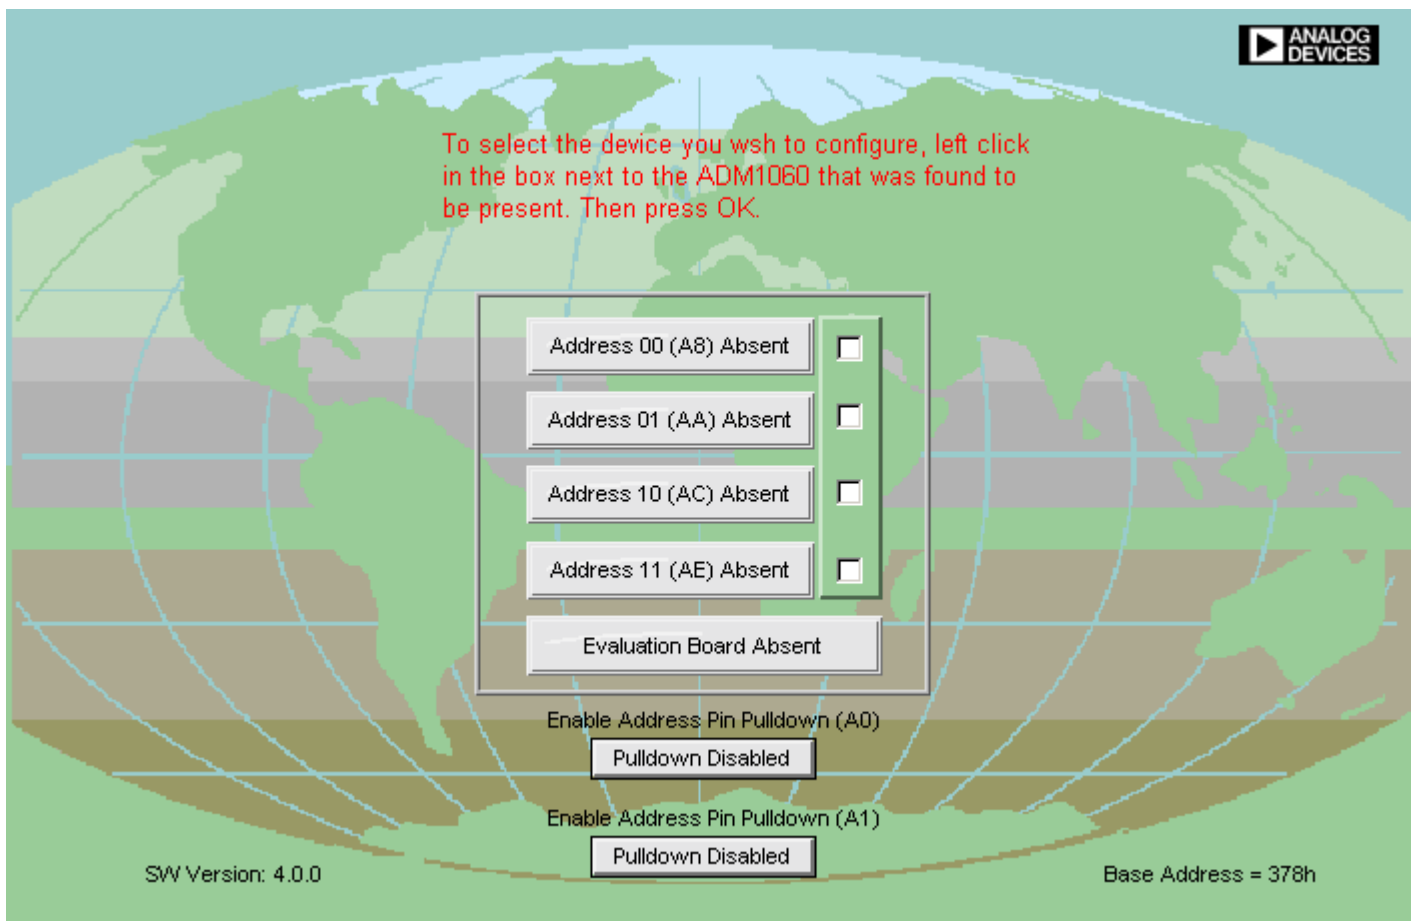 ANALOG
DEVICES
To select the device you wsh to configure, left click
in the box next to the ADM1060 that was found to
be present. Then press OK.
Address 00 (A8) Absent
Address 01 (AA) Absent
Address 10 (AC) Absent
Address 11 (AE) Absent
Evaluation Board Absent
Enable Address Pin Pulldown (A0)
Pulldown Disabled
Enable Address Pin Pulldown (A1)
Pulldown Disabled
SW Version: 4.0.0
Base Address = 378h